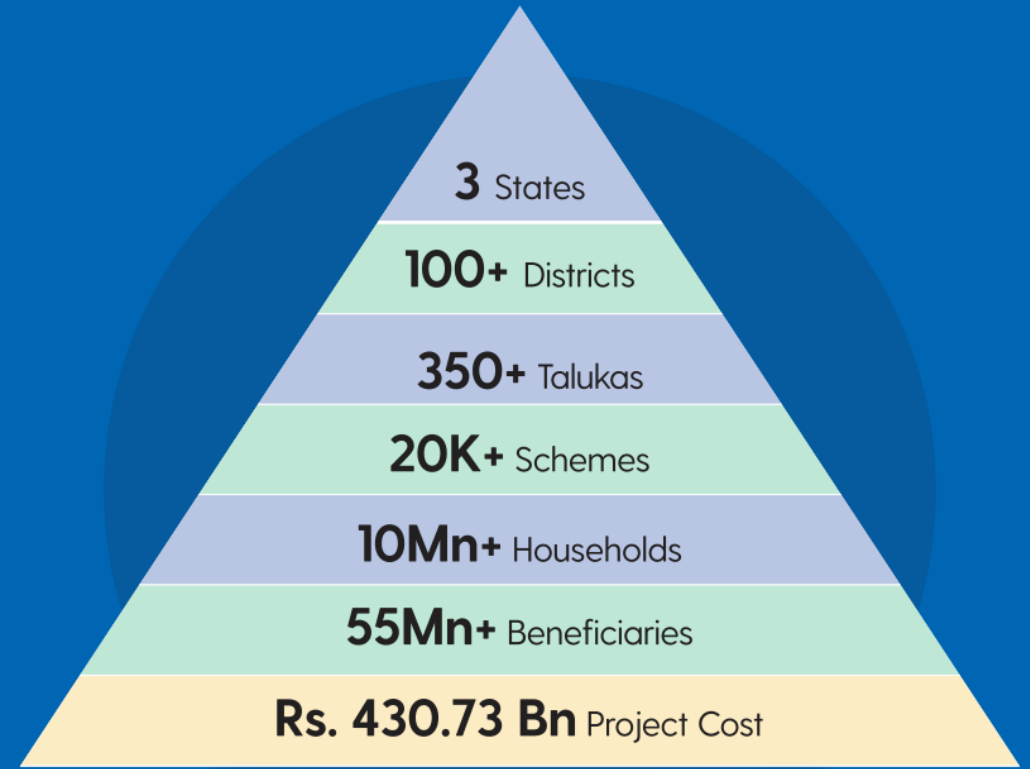 3 States
100+ Districts
350+ Talukas
20K+ Schemes
10Mn+ Households
55Mn+ Beneficiaries
Rs. 430.73 Bn Project Cost